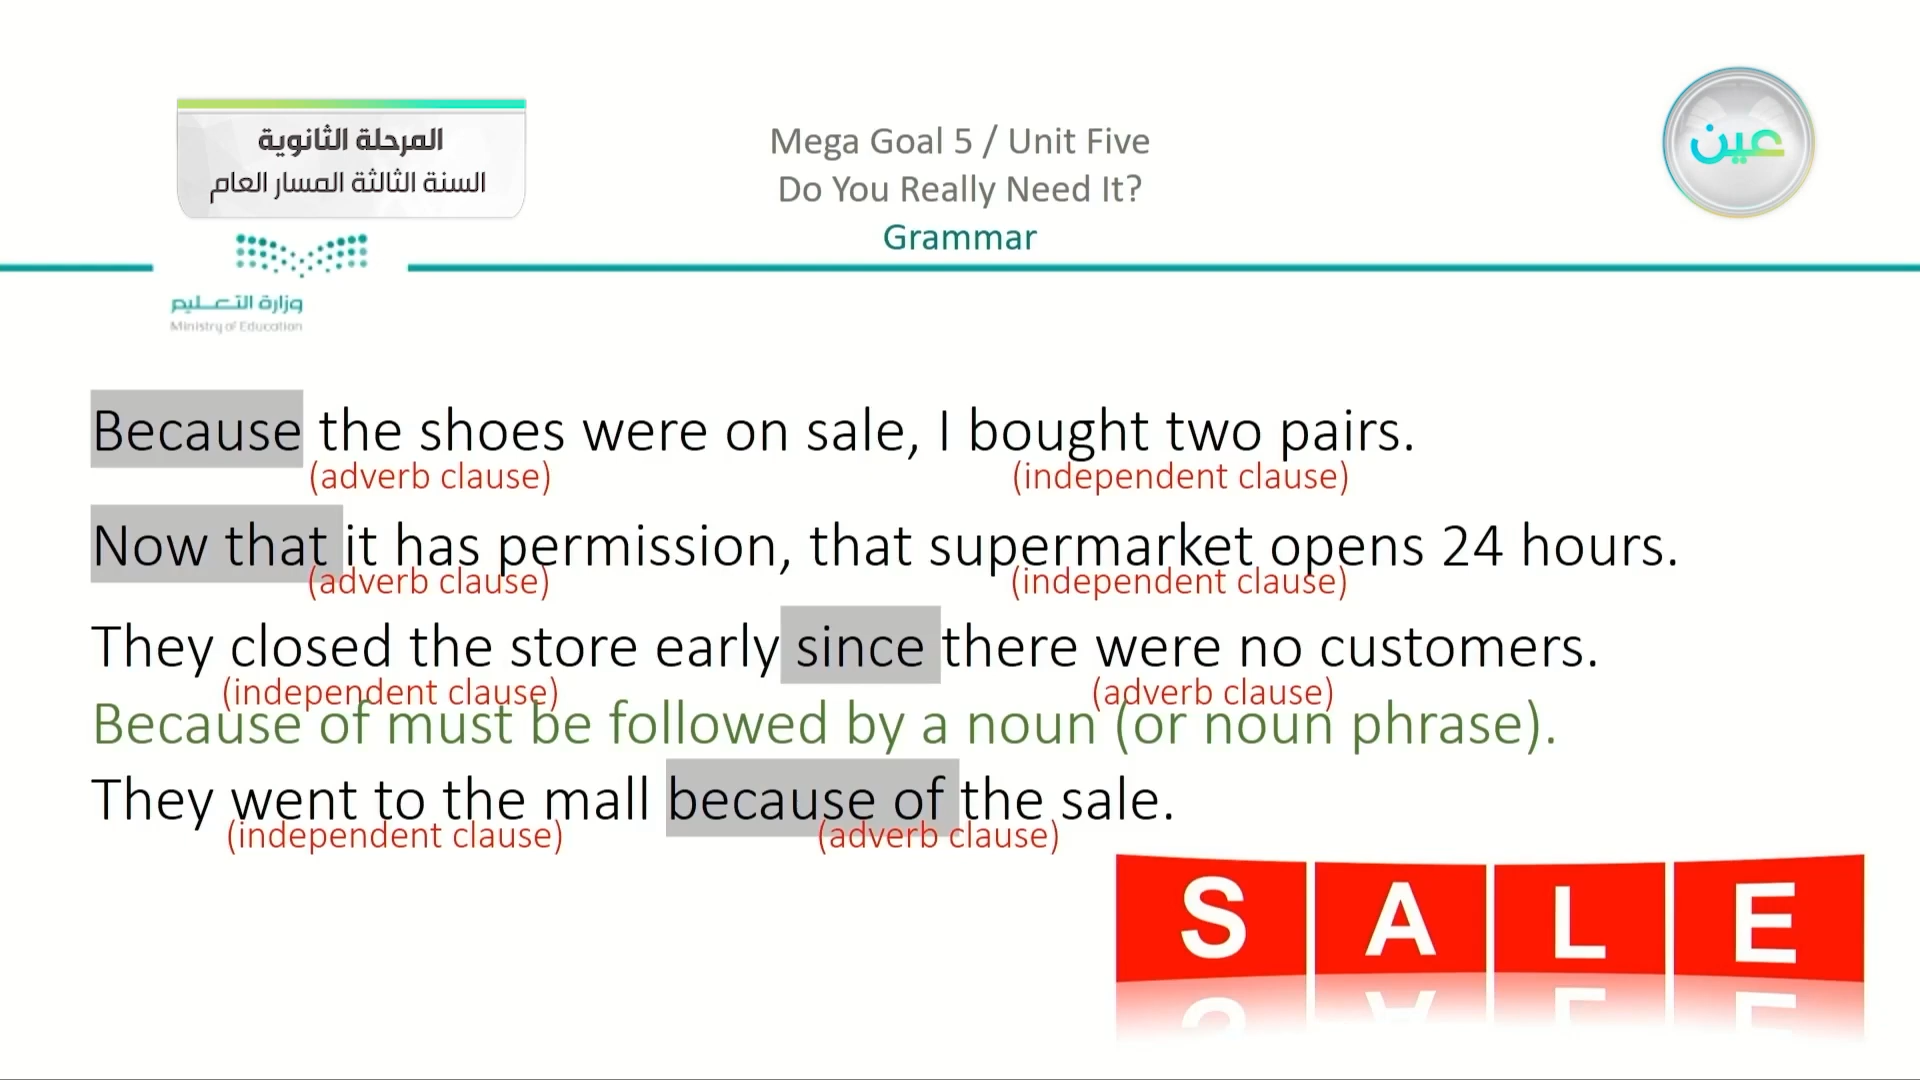 المرحلة الثانوية
السنة الثالثة المسار العام
Mega Goal 5 / Unit Five
Do You Really Need It?
Grammar
عين
وزارة التعليم
Ministry of Education
Because the shoes were on sale, I bought two pairs.
(adverb clause) (independent clause)
Now that it has permission, that supermarket opens 24 hours.
(adverb clause) (independent clause)
They closed the store early since there were no customers.
(independent clause) (adverb clause)
Because of must be followed by a noun (or noun phrase).
They went to the mall because of the sale.
(independent clause) (adverb clause)
SALE